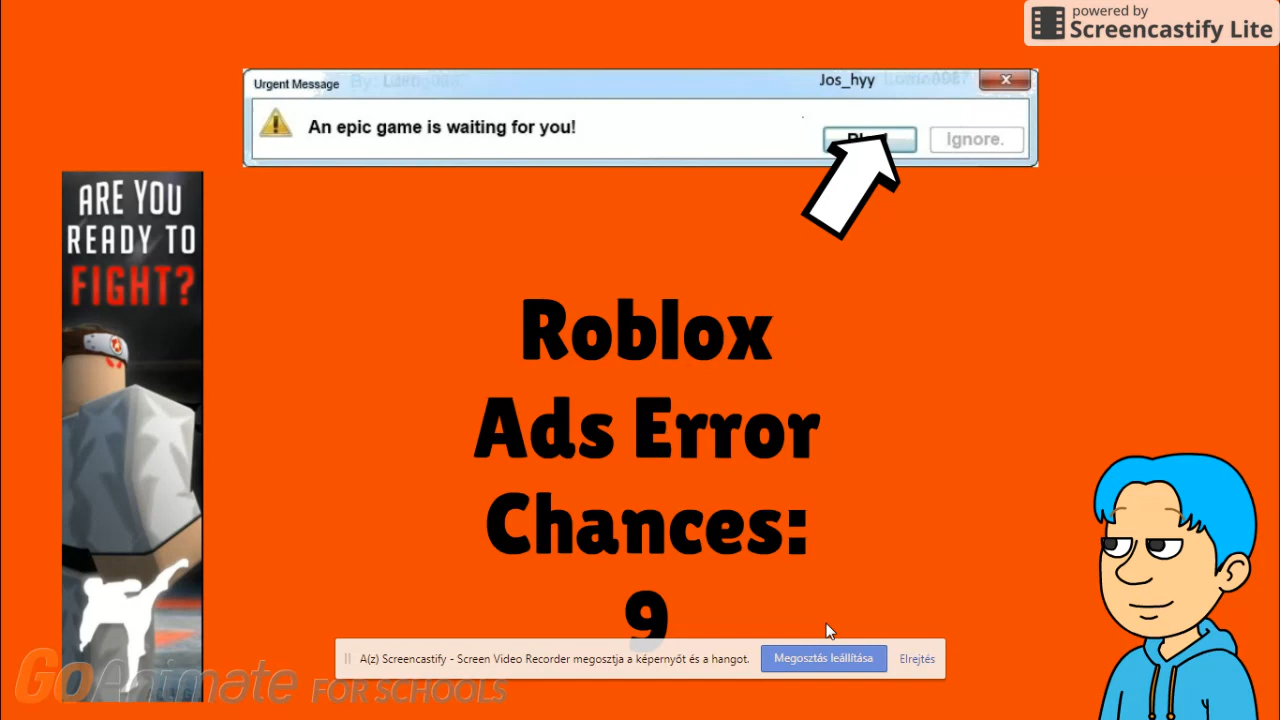 powered by
Screencastify Lite
Urgent Message
Jos_hyy
An epic game is waiting for you!
Ignore.
ARE YOU
READY TO
FIGHT?
Roblox
Ads Error
Chances:
9
A(z) Screencastify - Screen Video Recorder megosztja a képernyőt és a hangot.
Megosztás leállítása
Elrejtés
GoAnimate FOR SCHOOLS